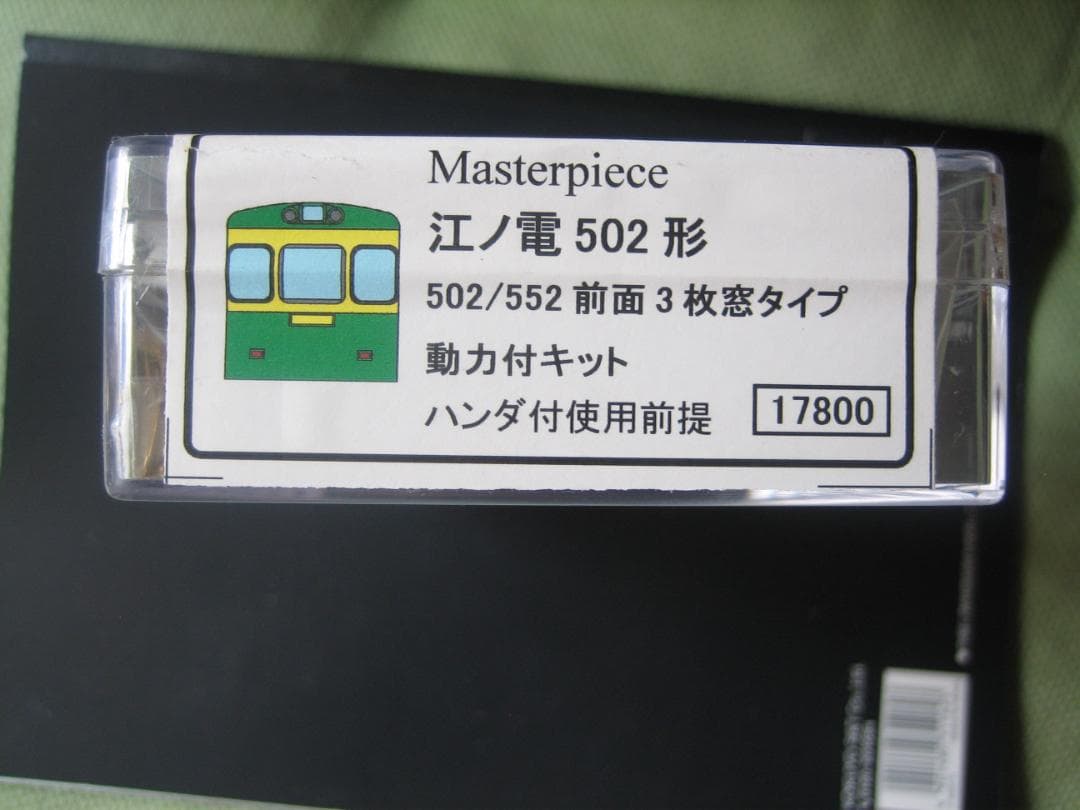 Masterpiece
江ノ電 502 形
502/552 前面 3 枚窓タイプ
動力付キット
ハンダ付使用前提
17800